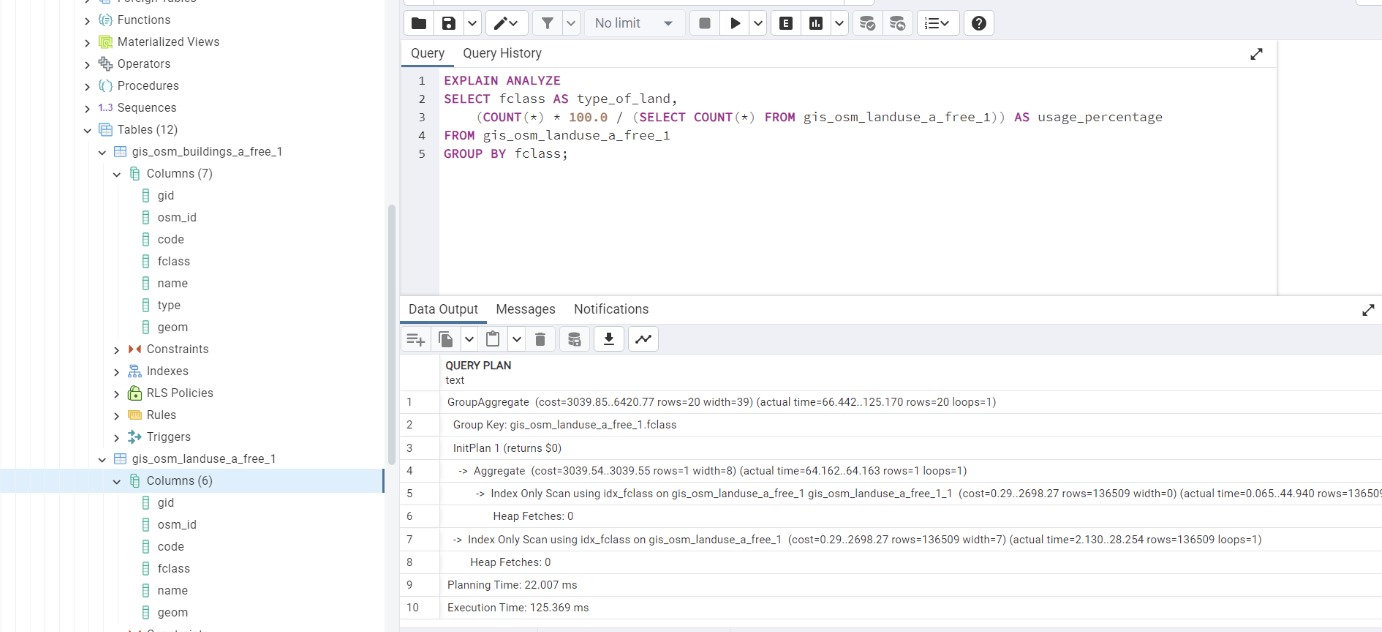 Functions
Materialized Views
Operators
Procedures
1..3 Sequences
Tables (12)
gis_osm_buildings_a_free_1
Columns (7)
gid
osm_id
code
fclass
name
type
geom
Constraints
Indexes
RLS Policies
Rules
Triggers
gis_osm_landuse_a_free_1
Columns (6)
gid
osm_id
code
fclass
name
geom
No limit
E
Query Query History
1 EXPLAIN ANALYZE
2 SELECT fclass AS type_of_land,
3 (COUNT(*) * 100.0 / (SELECT COUNT(*) FROM gis_osm_landuse_a_free_1)) AS usage_percentage
4 FROM gis_osm_landuse_a_free_1
5 GROUP BY fclass;
Data Output Messages Notifications
QUERY PLAN
text
1 GroupAggregate (cost=3039.85..6420.77 rows=20 width=39) (actual time=66.442..125.170 rows=20 loops=1)
2 Group Key: gis_osm_landuse_a_free_1.fclass
3 InitPlan 1 (returns $0)
4 -> Aggregate (cost=3039.54..3039.55 rows=1 width=8) (actual time=64.162..64.163 rows=1 loops=1)
5 -> Index Only Scan using idx_fclass on gis_osm_landuse_a_free_1 gis_osm_landuse_a_free_1_1 (cost=0.29..2698.27 rows=136509 width=0) (actual time=0.065..44.940 rows=136509
6 Heap Fetches: 0
7 -> Index Only Scan using idx_fclass on gis_osm_landuse_a_free_1 (cost=0.29..2698.27 rows=136509 width=7) (actual time=2.130..28.254 rows=136509 loops=1)
8 Heap Fetches: 0
9 Planning Time: 22.007 ms
10 Execution Time: 125.369 ms